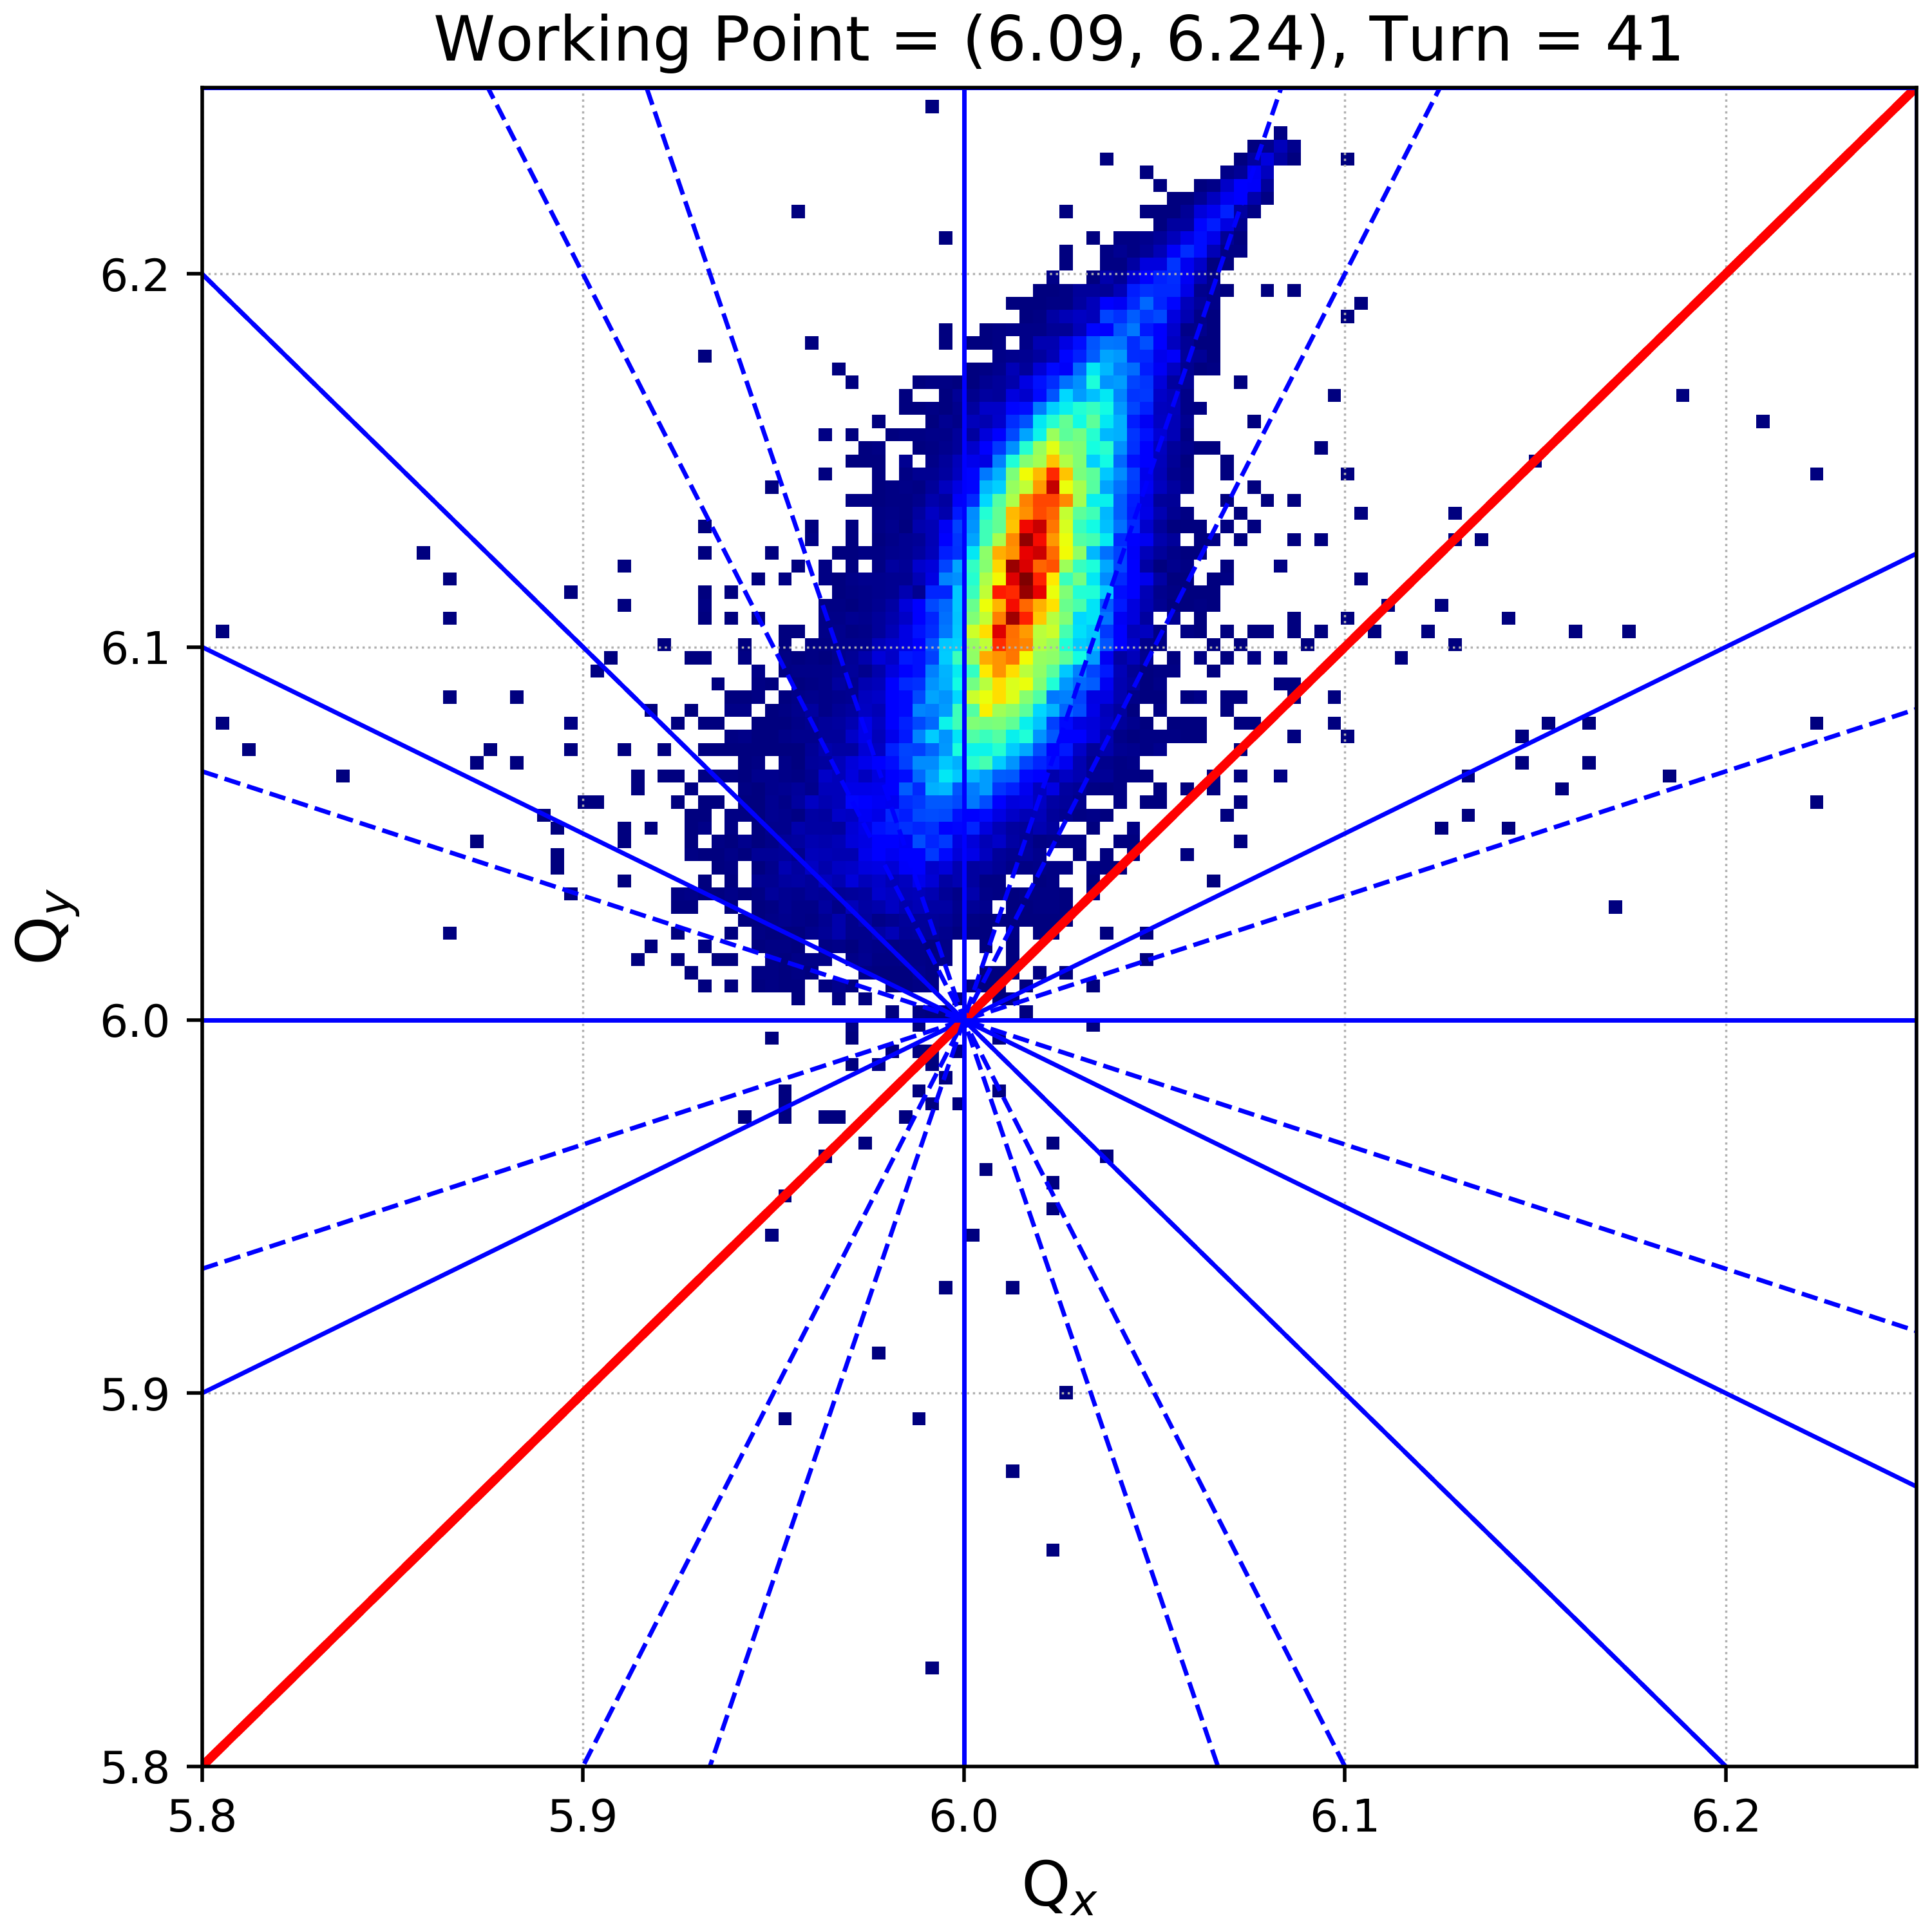 Working Point = (6.09, 6.24), Turn = 41
6.2
6.1
6.0
5.9
5.8
Qy
5.8 5.9 6.0 6.1 6.2
Qx